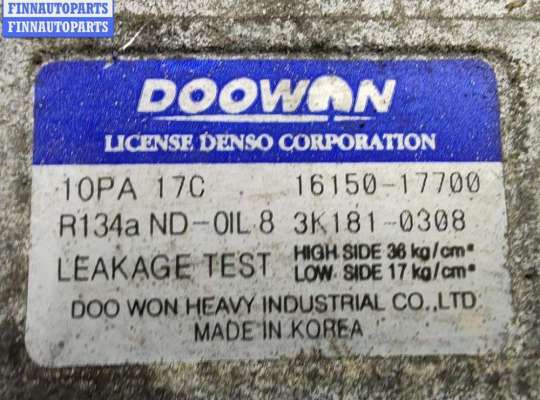 FINNAUTOPARTS
FINNAUTOPARTS
DOOWON
LICENSE DENSO CORPORATION
10PA 17C 16150-17700
R134a ND-OIL 8 3K181-0308
LEAKAGE TEST HIGH SIDE 36 kg/cm²
LOW SIDE 17 kg/cm²
DOO WON HEAVY INDUSTRIAL CO.,LTD
MADE IN KOREA